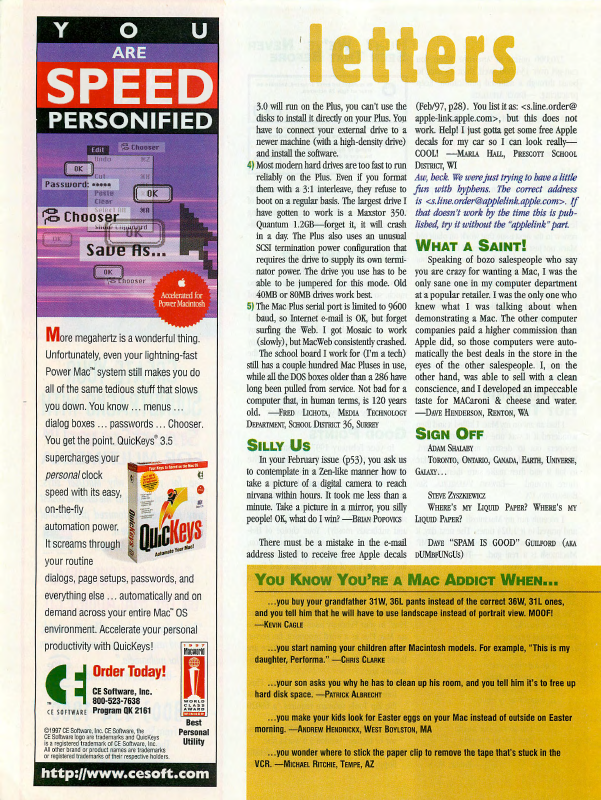 YOU
ARE
SPEED
PERSONIFIED
Edit
Chooser
Undo
⌘Z
OK
Cut
⌘X
Password: •••••
OK
Paste
Clear
Chooser
Select All
⌘A
Show Clipboard
OK
OK
Save As...
OK
Chooser
Accelerated for
Power Macintosh
More megahertz is a wonderful thing.
Unfortunately, even your lightning-fast
Power Mac™ system still makes you do
all of the same tedious stuff that slows
you down. You know ... menus ...
dialog boxes ... passwords ... Chooser.
You get the point. QuicKeys® 3.5
supercharges your
personal clock
speed with its easy,
on-the-fly
automation power.
It screams through
your routine
dialogs, page setups, passwords, and
everything else ... automatically and on
demand across your entire Mac™ OS
environment. Accelerate your personal
productivity with QuicKeys!
QuicKeys
Automate Your Mac!
CE SOFTWARE
Order Today!
CE Software, Inc.
800-523-7638
Program QK 2161
1997
Macworld
WORLD
CLASS
AWARD
Best
Personal
Utility
©1997 CE Software, Inc. CE Software, the
CE Software logo are trademarks and QuicKeys
is a registered trademark of CE Software, Inc.
All other brand or product names are trademarks
or registered trademarks of their respective holders.
http://www.cesoft.com
letters
3.0 will run on the Plus, you can't use the
disks to install it directly on your Plus. You
have to connect your external drive to a
newer machine (with a high-density drive)
and install the software.
4) Most modern hard drives are too fast to run
reliably on the Plus. Even if you format
them with a 3:1 interleave, they refuse to
boot on a regular basis. The largest drive I
have gotten to work is a Maxstor 350.
Quantum 1.2GB—forget it, it will crash
in a day. The Plus also uses an unusual
SCSI termination power configuration that
requires the drive to supply its own termi-
nator power. The drive you use has to be
able to be jumpered for this mode. Old
40MB or 80MB drives work best.
5) The Mac Plus serial port is limited to 9600
baud, so Internet e-mail is OK, but forget
surfing the Web. I got Mosaic to work
(slowly), but MacWeb consistently crashed.
The school board I work for (I'm a tech)
still has a couple hundred Mac Pluses in use,
while all the DOS boxes older than a 286 have
long been pulled from service. Not bad for a
computer that, in human terms, is 120 years
old. —FRED LICHOTA, MEDIA TECHNOLOGY
DEPARTMENT, SCHOOL DISTRICT 36, SURREY
SILLY US
In your February issue (p53), you ask us
to contemplate in a Zen-like manner how to
take a picture of a digital camera to reach
nirvana within hours. It took me less than a
minute. Take a picture in a mirror, you silly
people! OK, what do I win? —BRIAN POPOVICS
There must be a mistake in the e-mail
address listed to receive free Apple decals
(Feb/97, p28). You list it as: <s.line.order@
apple-link.apple.com>, but this does not
work. Help! I just gotta get some free Apple
decals for my car so I can look really—
COOL! —MARLA HALL, PRESCOTT SCHOOL
DISTRICT, WI
Aw, heck. We were just trying to have a little
fun with hyphens. The correct address
is <s.line.order@applelink.apple.com>. If
that doesn't work by the time this is pub-
lished, try it without the "applelink" part.
WHAT A SAINT!
Speaking of bozo salespeople who say
you are crazy for wanting a Mac, I was the
only sane one in my computer department
at a popular retailer. I was the only one who
knew what I was talking about when
demonstrating a Mac. The other computer
companies paid a higher commission than
Apple did, so those computers were auto-
matically the best deals in the store in the
eyes of the other salespeople. I, on the
other hand, was able to sell with a clean
conscience, and I developed an impeccable
taste for MACaroni & cheese and water.
—DAVE HENDERSON, RENTON, WA
SIGN OFF
ADAM SHALABY
TORONTO, ONTARIO, CANADA, EARTH, UNIVERSE,
GALAXY...
STEVE ZYSZKIEWICZ
WHERE'S MY LIQUID PAPER? WHERE'S MY
LIQUID PAPER?
DAVE "SPAM IS GOOD" GUILFORD (AKA
DUMB@UNGUS)
YOU KNOW YOU'RE A MAC ADDICT WHEN...
...you buy your grandfather 31W, 36L pants instead of the correct 36W, 31L ones,
and you tell him that he will have to use landscape instead of portrait view. MOOF!
—KEVIN CAGLE
...you start naming your children after Macintosh models. For example, "This is my
daughter, Performa." —CHRIS CLARKE
...your son asks you why he has to clean up his room, and you tell him it's to free up
hard disk space. —PATRICK ALBRECHT
...you make your kids look for Easter eggs on your Mac instead of outside on Easter
morning. —ANDREW HENDRICKX, WEST BOYLSTON, MA
...you wonder where to stick the paper clip to remove the tape that's stuck in the
VCR. —MICHAEL RITCHIE, TEMPE, AZ